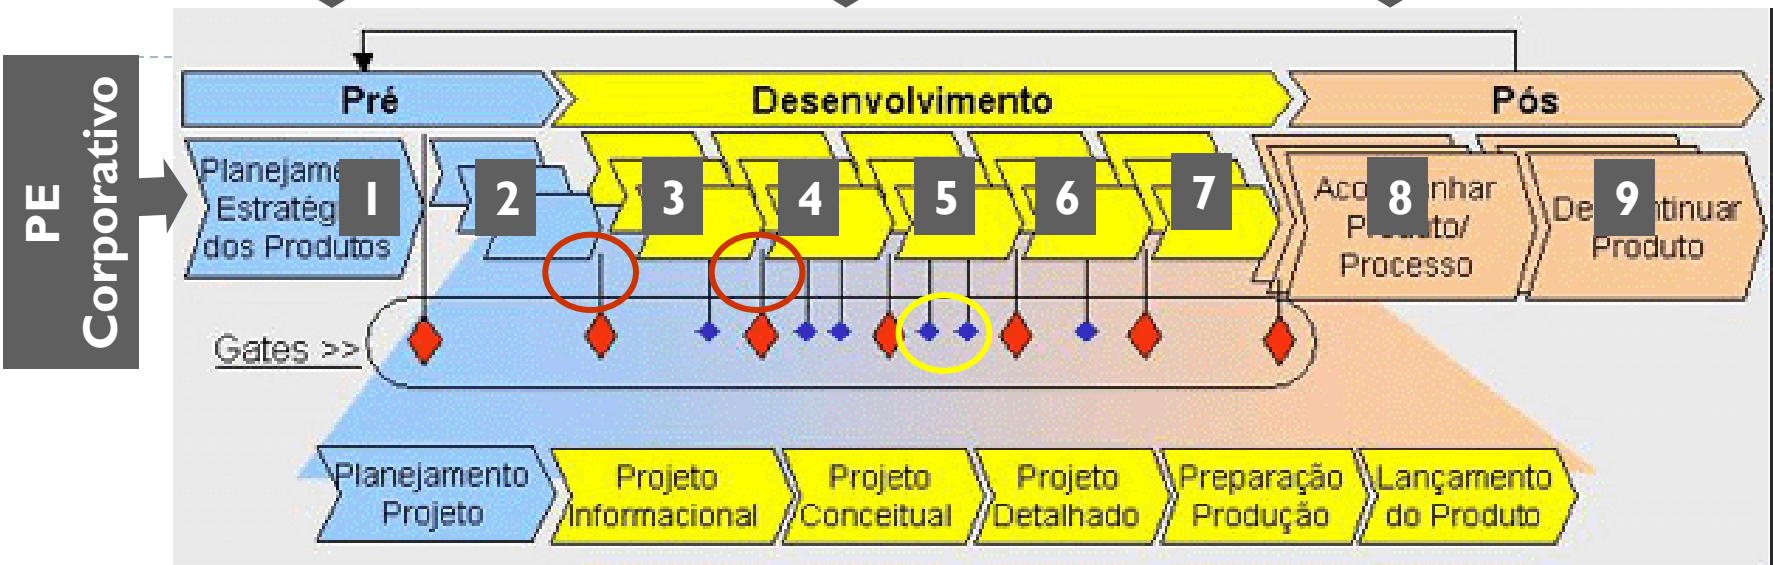 PE
Corporativo
Pré
Desenvolvimento
Pós
1
2
3
4
5
6
7
8
9
Estratég
dos Produtos
Processo
Produto
Gates >>
Planejamento
Projeto
Projeto
Informacional
Projeto
Conceitual
Projeto
Detalhado
Preparação
Produção
Lançamento
do Produto